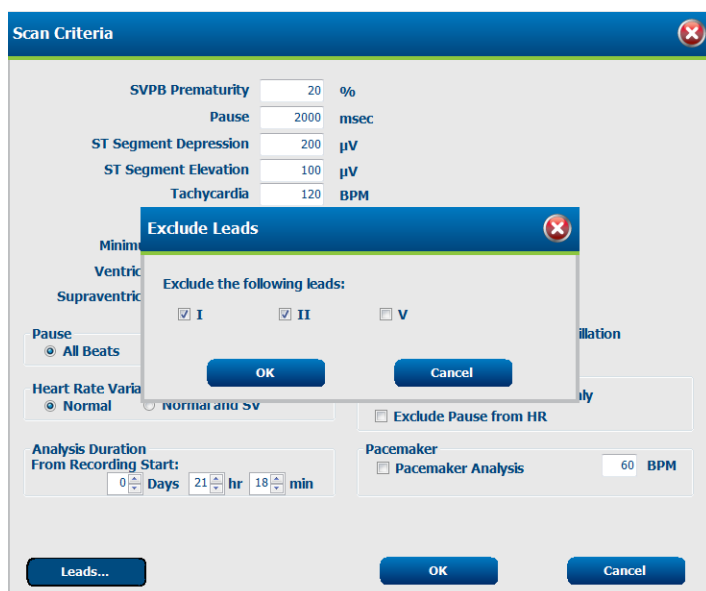 Scan Criteria
SVPB Prematurity 20 %
Pause 2000 msec
ST Segment Depression 200 µV
ST Segment Elevation 100 µV
Tachycardia 120 BPM
Exclude Leads
Exclude the following leads:
I II V
OK Cancel
Pause
All Beats
Heart Rate
Normal Normal and SV
Exclude Pause from HR
Analysis Duration
From Recording Start:
0 Days 21 hr 18 min
Pacemaker
Pacemaker Analysis 60 BPM
Leads... OK Cancel